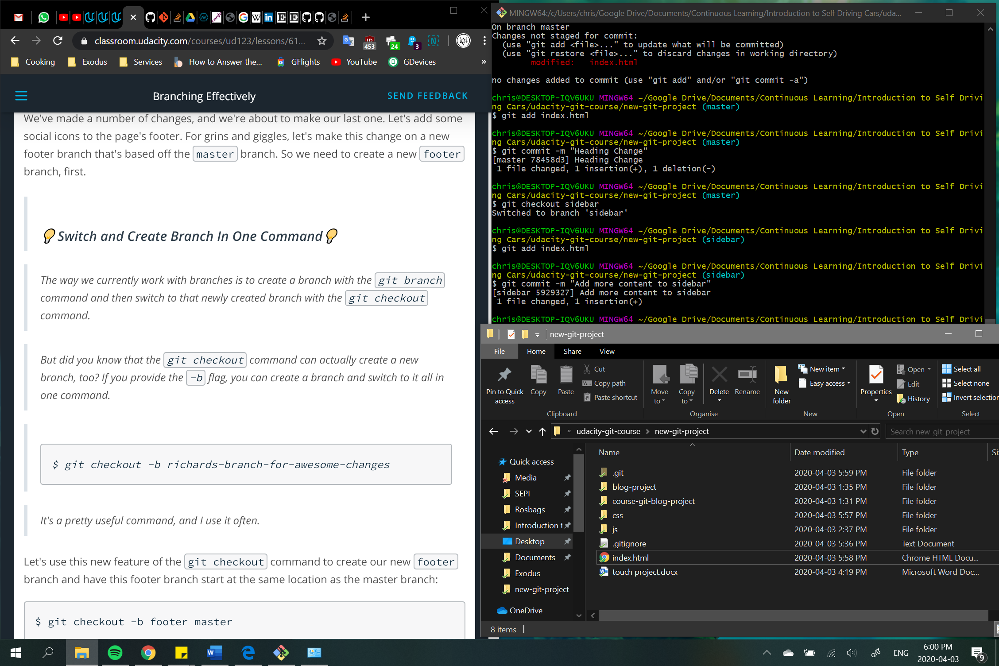 classroom.udacity.com/courses/ud123/lessons/61...
453
24
3
Cooking
Exodus
Services
How to Answer the...
GFlights
YouTube
GDevices
»
Branching Effectively
SEND FEEDBACK
We've made a number of changes, and we're about to make our last one. Let's add some
social icons to the page's footer. For grins and giggles, let's make this change on a new
footer branch that's based off the master branch. So we need to create a new footer
branch, first.
Switch and Create Branch In One Command
The way we currently work with branches is to create a branch with the git branch
command and then switch to that newly created branch with the git checkout
command.
But did you know that the git checkout command can actually create a new
branch, too? If you provide the -b flag, you can create a branch and switch to it all in
one command.
$ git checkout -b richards-branch-for-awesome-changes
It's a pretty useful command, and I use it often.
Let's use this new feature of the git checkout command to create our new footer
branch and have this footer branch start at the same location as the master branch:
$ git checkout -b footer master
MINGW64:/c/Users/chris/Google Drive/Documents/Continuous Learning/Introduction to Self Driving Cars/uda...
On branch master
Changes not staged for commit:
(use "git add <file>..." to update what will be committed)
(use "git restore <file>..." to discard changes in working directory)
modified:   index.html
no changes added to commit (use "git add" and/or "git commit -a")
chris@DESKTOP-IQV6UKU MINGW64 ~/Google Drive/Documents/Continuous Learning/Introduction to Self Drivi
ng Cars/udacity-git-course/new-git-project (master)
$ git add index.html
chris@DESKTOP-IQV6UKU MINGW64 ~/Google Drive/Documents/Continuous Learning/Introduction to Self Drivi
ng Cars/udacity-git-course/new-git-project (master)
$ git commit -m "Heading Change"
[master 78458d3] Heading Change
1 file changed, 1 insertion(+), 1 deletion(-)
chris@DESKTOP-IQV6UKU MINGW64 ~/Google Drive/Documents/Continuous Learning/Introduction to Self Drivi
ng Cars/udacity-git-course/new-git-project (master)
$ git checkout sidebar
Switched to branch 'sidebar'
chris@DESKTOP-IQV6UKU MINGW64 ~/Google Drive/Documents/Continuous Learning/Introduction to Self Drivi
ng Cars/udacity-git-course/new-git-project (sidebar)
$ git add index.html
chris@DESKTOP-IQV6UKU MINGW64 ~/Google Drive/Documents/Continuous Learning/Introduction to Self Drivi
ng Cars/udacity-git-course/new-git-project (sidebar)
$ git commit -m "Add more content to sidebar"
[sidebar 5929327] Add more content to sidebar
1 file changed, 1 insertion(+)
chris@DESKTOP-IQV6UKU MINGW64 ~/Google Drive/Documents/Continuous Learning/Introduction to Self Drivi
new-git-project
File
Home
Share
View
Pin to Quick
access
Copy
Paste
Cut
Copy path
Paste shortcut
Clipboard
Move
to
Copy
to
Delete
Rename
Organise
New
folder
New item
Easy access
New
Properties
Open
Edit
History
Open
Select all
Select none
Invert selection
Select
« udacity-git-course > new-git-project
Search new-git-project
Quick access
Media
SEPI
Rosbags
Introduction t
Desktop
Documents
Exodus
new-git-project
OneDrive
Name Date modified Type Si
.git 2020-04-03 5:59 PM File folder
blog-project 2020-04-03 1:35 PM File folder
course-git-blog-project 2020-04-03 1:31 PM File folder
css 2020-04-03 5:57 PM File folder
js 2020-04-03 2:37 PM File folder
.gitignore 2020-04-03 5:36 PM Text Document
index.html 2020-04-03 5:58 PM Chrome HTML Docu...
touch project.docx 2020-04-03 4:19 PM Microsoft Word Doc...
8 items
ENG
6:00 PM
2020-04-03
9